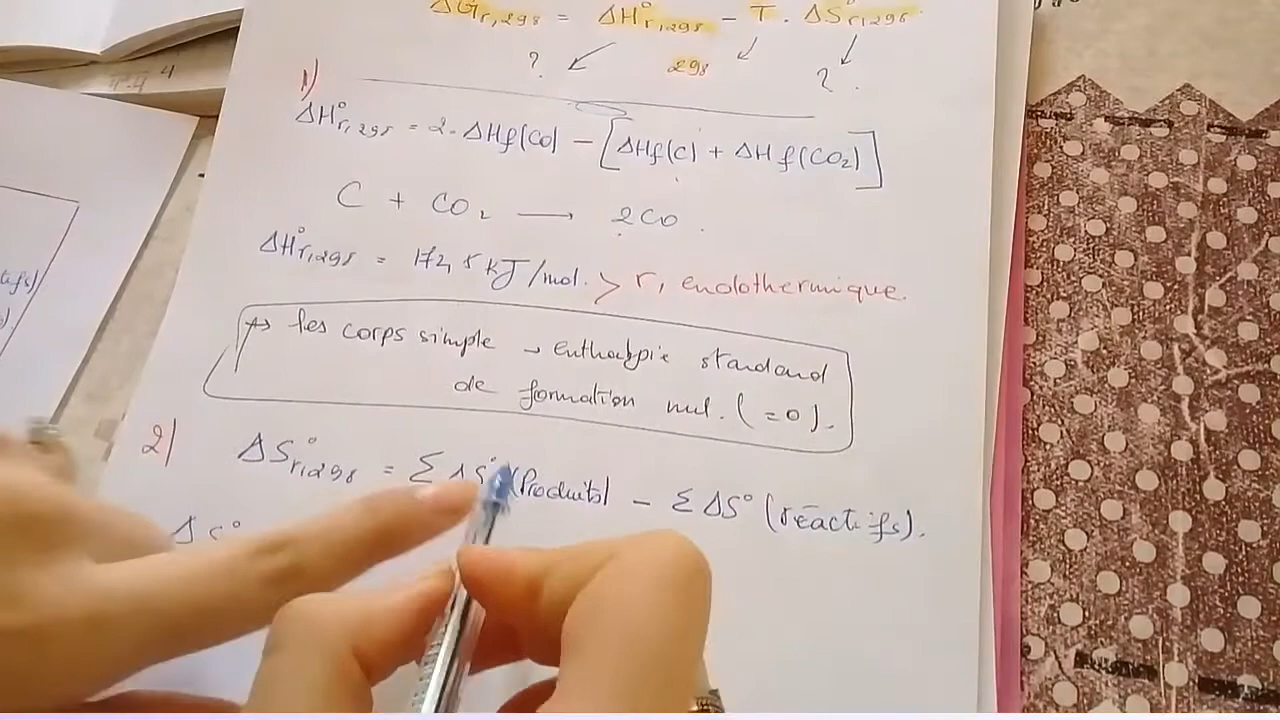 ΔG r,298 = ΔH° r,298 - T. ΔS° r,298
? 298 ?
1)
ΔH° r,298 = 2. ΔHf(CO) - [ΔHf(C) + ΔHf(CO2)]
C + CO2 → 2CO.
ΔH° r,298 = 172,5 kJ/mol. > r, endothermique.
→ les corps simple → enthalpie standard
de formation nul. (=0).
2) ΔS° r,298 = Σ ΔS° (Produits) - Σ ΔS° (réactifs).
ΔS°